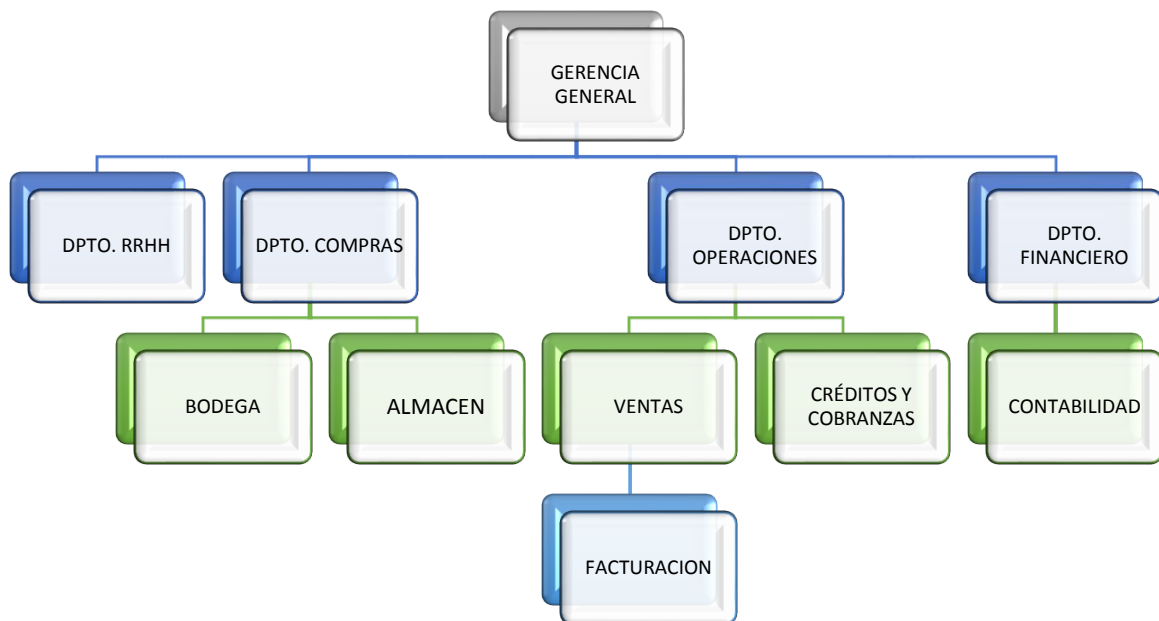 GERENCIA
GENERAL
DPTO. RRHH
DPTO. COMPRAS
DPTO.
OPERACIONES
DPTO.
FINANCIERO
BODEGA
ALMACEN
VENTAS
CRÉDITOS Y
COBRANZAS
CONTABILIDAD
FACTURACION